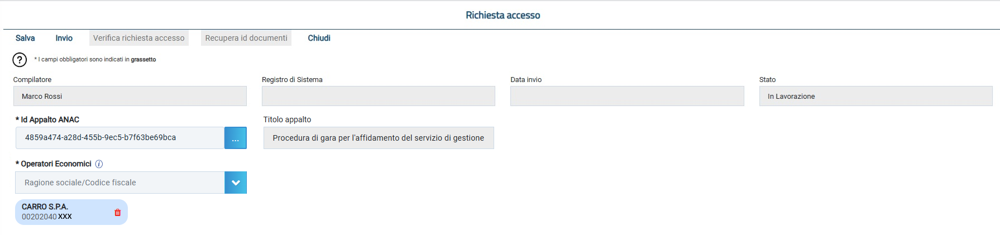 Richiesta accesso
Salva Invio Verifica richiesta accesso Recupera id documenti Chiudi
? * I campi obbligatori sono indicati in grassetto
Compilatore Registro di Sistema Data invio Stato
Marco Rossi In Lavorazione
* Id Appalto ANAC Titolo appalto
4859a474-a28d-455b-9ec5-b7f63be69bca ... Procedura di gara per l'affidamento del servizio di gestione
* Operatori Economici i
Ragione sociale/Codice fiscale
CARRO S.P.A.
00202040 XXX